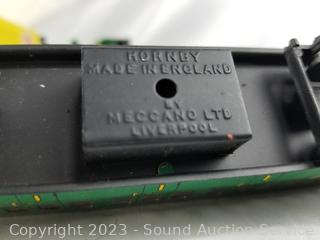 HORNBY
MADE IN ENGLAND
BY
MECCANO LTD
LIVERPOOL
Copyright 2023 - Sound Auction Service